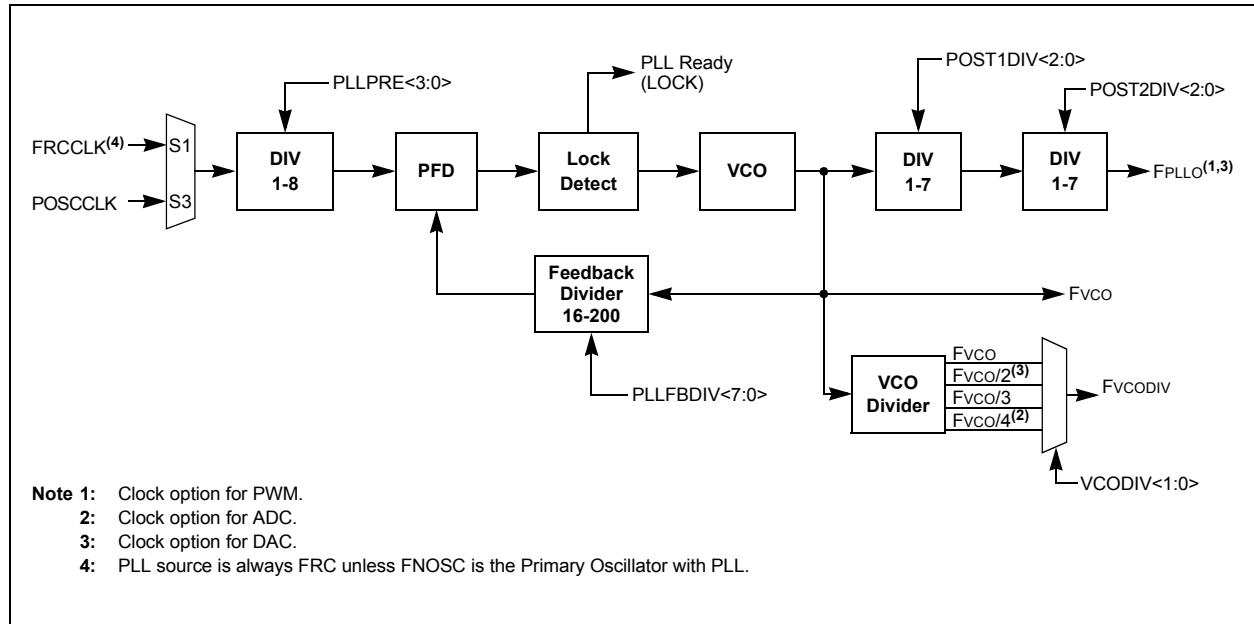 PLLPRE<3:0>
PLL Ready
(LOCK)
POST1DIV<2:0>
POST2DIV<2:0>
FRCCLK(4)
S1
POSCCLK
S3
DIV
1-8
PFD
Lock
Detect
VCO
DIV
1-7
DIV
1-7
FPLLO(1,3)
Feedback
Divider
16-200
FVCO
PLLFBDIV<7:0>
VCO
Divider
FVCO
FVCO/2(3)
FVCO/3
FVCO/4(2)
FVCODIV
VCODIV<1:0>
Note 1: Clock option for PWM.
2: Clock option for ADC.
3: Clock option for DAC.
4: PLL source is always FRC unless FNOSC is the Primary Oscillator with PLL.